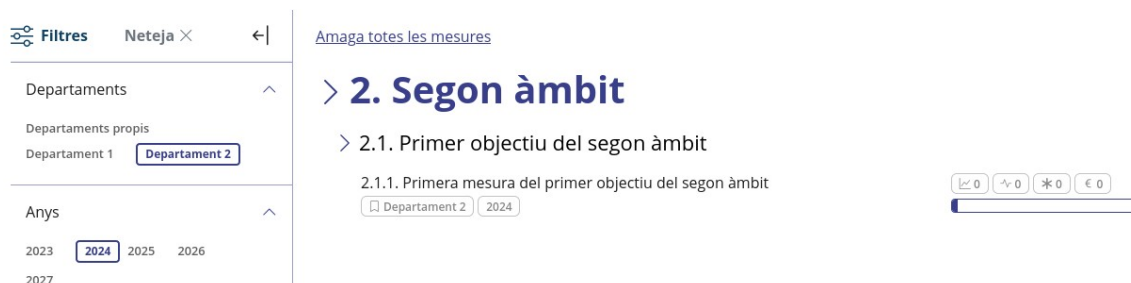 Filtres Neteja
Departaments
Departaments propis
Departament 1 Departament 2
Anys
2023 2024 2025 2026
2027
Amaga totes les mesures
2. Segon àmbit
2.1. Primer objectiu del segon àmbit
2.1.1. Primera mesura del primer objectiu del segon àmbit
Departament 2 2024
0 0 0 € 0